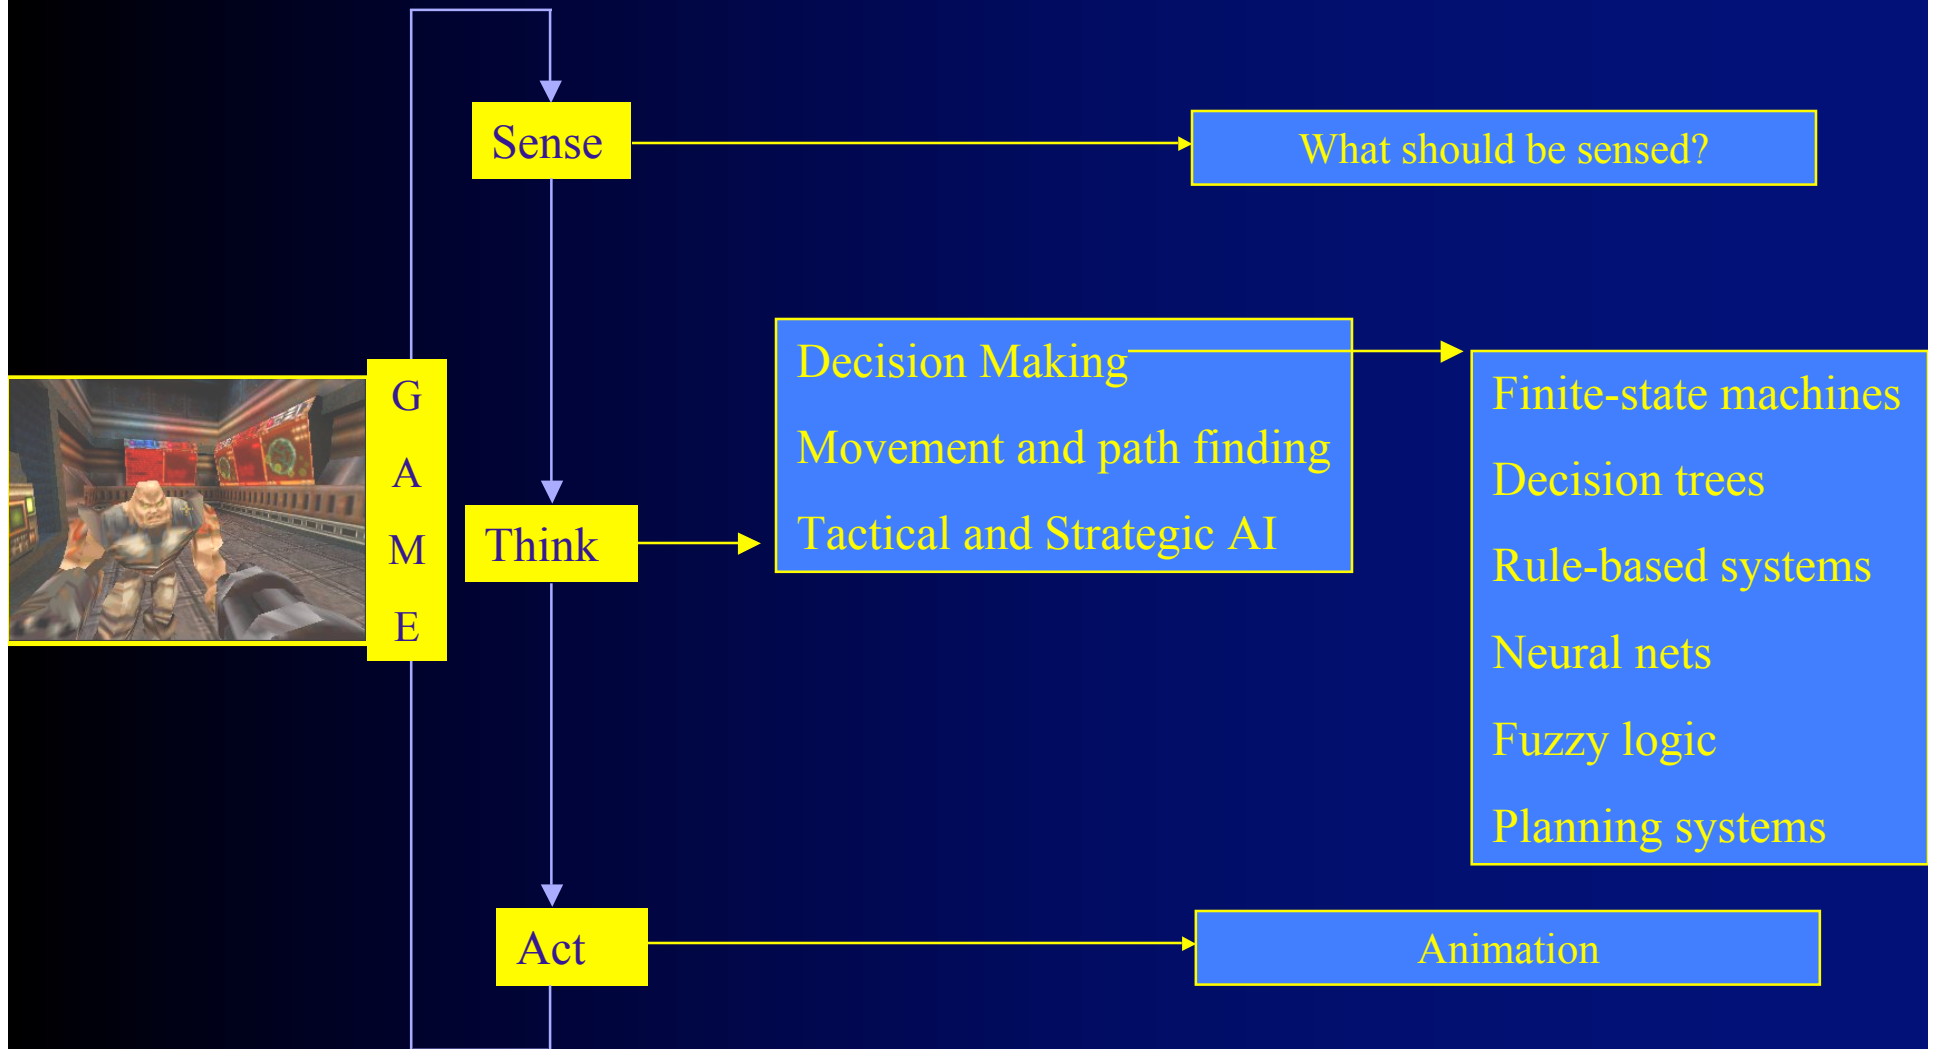 Sense
What should be sensed?
G
A
M
E
Think
Decision Making
Movement and path finding
Tactical and Strategic AI
Finite-state machines
Decision trees
Rule-based systems
Neural nets
Fuzzy logic
Planning systems
Act
Animation